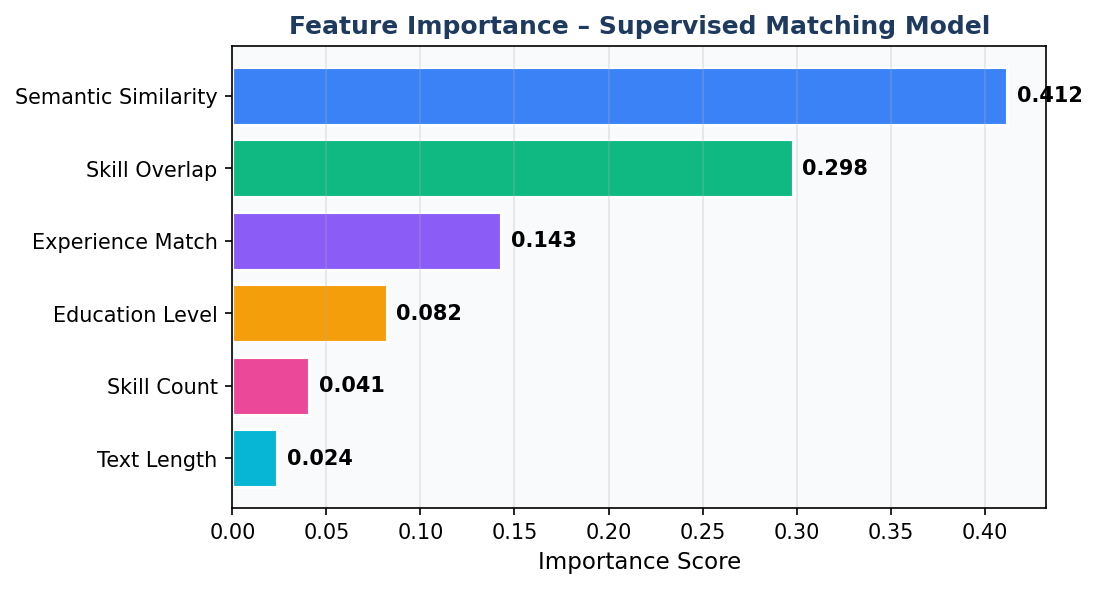 Feature Importance – Supervised Matching Model
Semantic Similarity 0.412
Skill Overlap 0.298
Experience Match 0.143
Education Level 0.082
Skill Count 0.041
Text Length 0.024
0.00 0.05 0.10 0.15 0.20 0.25 0.30 0.35 0.40
Importance Score